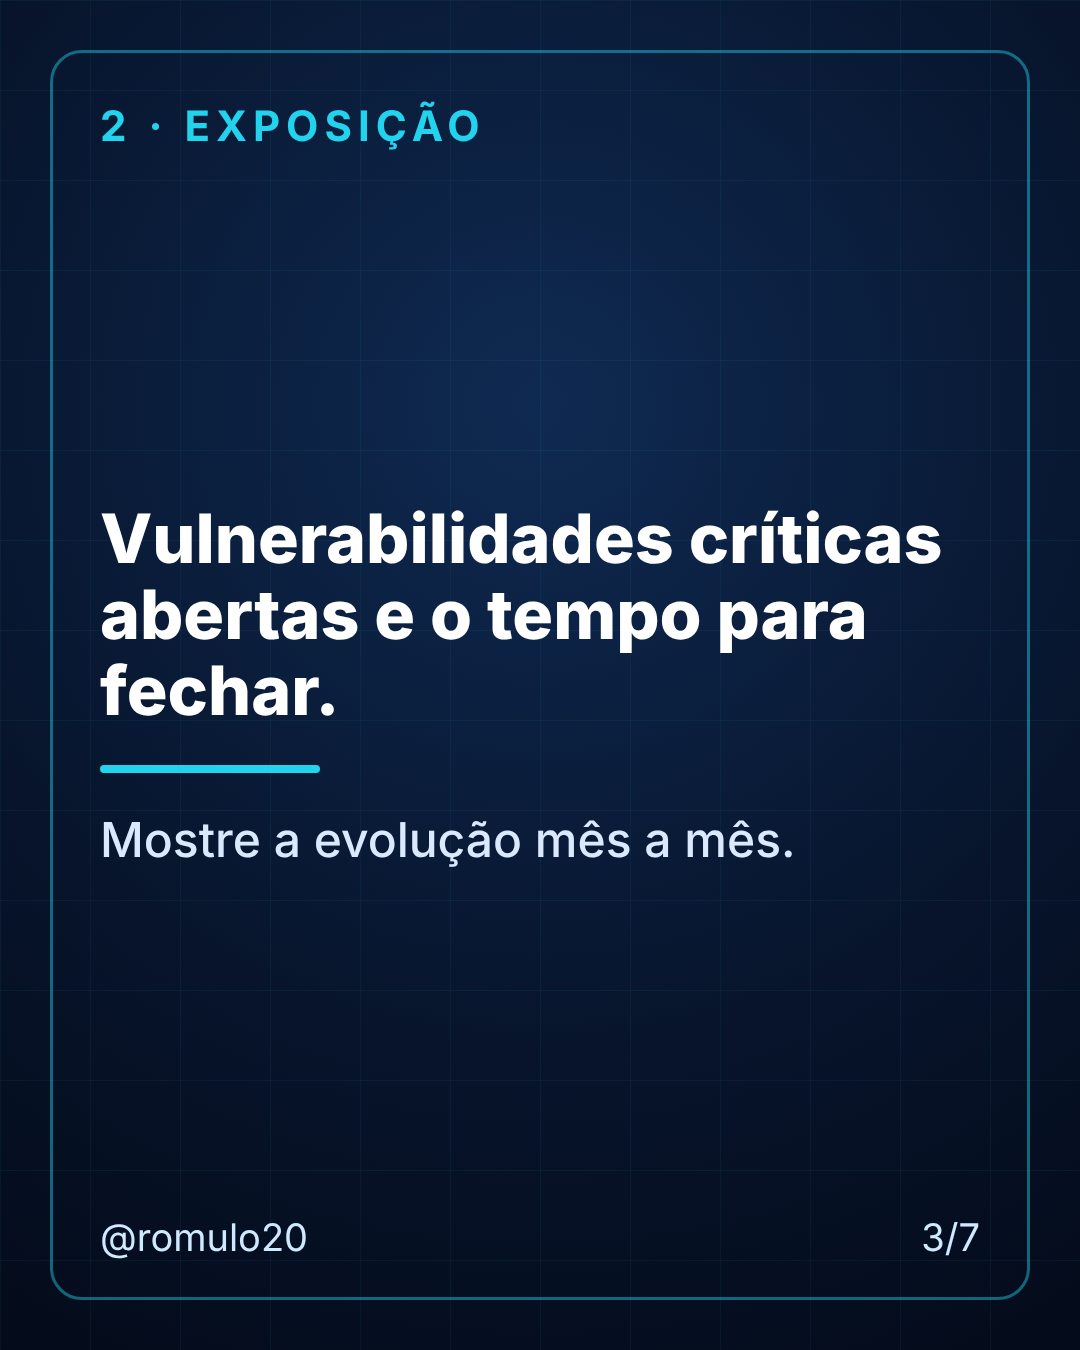 2 · EXPOSIÇÃO
Vulnerabilidades críticas
abertas e o tempo para
fechar.
Mostre a evolução mês a mês.
@romulo20
3/7